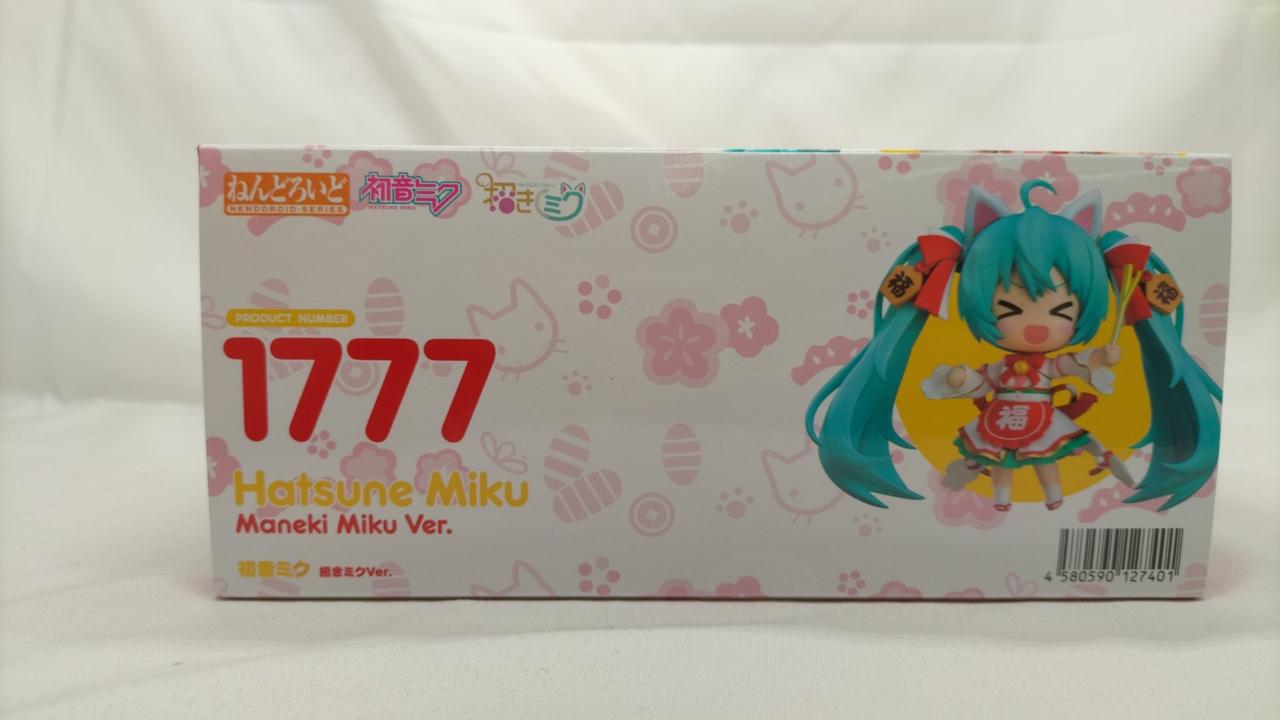 ねんどろいど
NENDOROID-SERIES
初音ミク
HATSUNE MIKU
MANEKI MIKU
招きミク
PRODUCT NUMBER
1777
Hatsune Miku
Maneki Miku Ver.
初音ミク 招きミクVer.
福
福
福
4 580590 127401